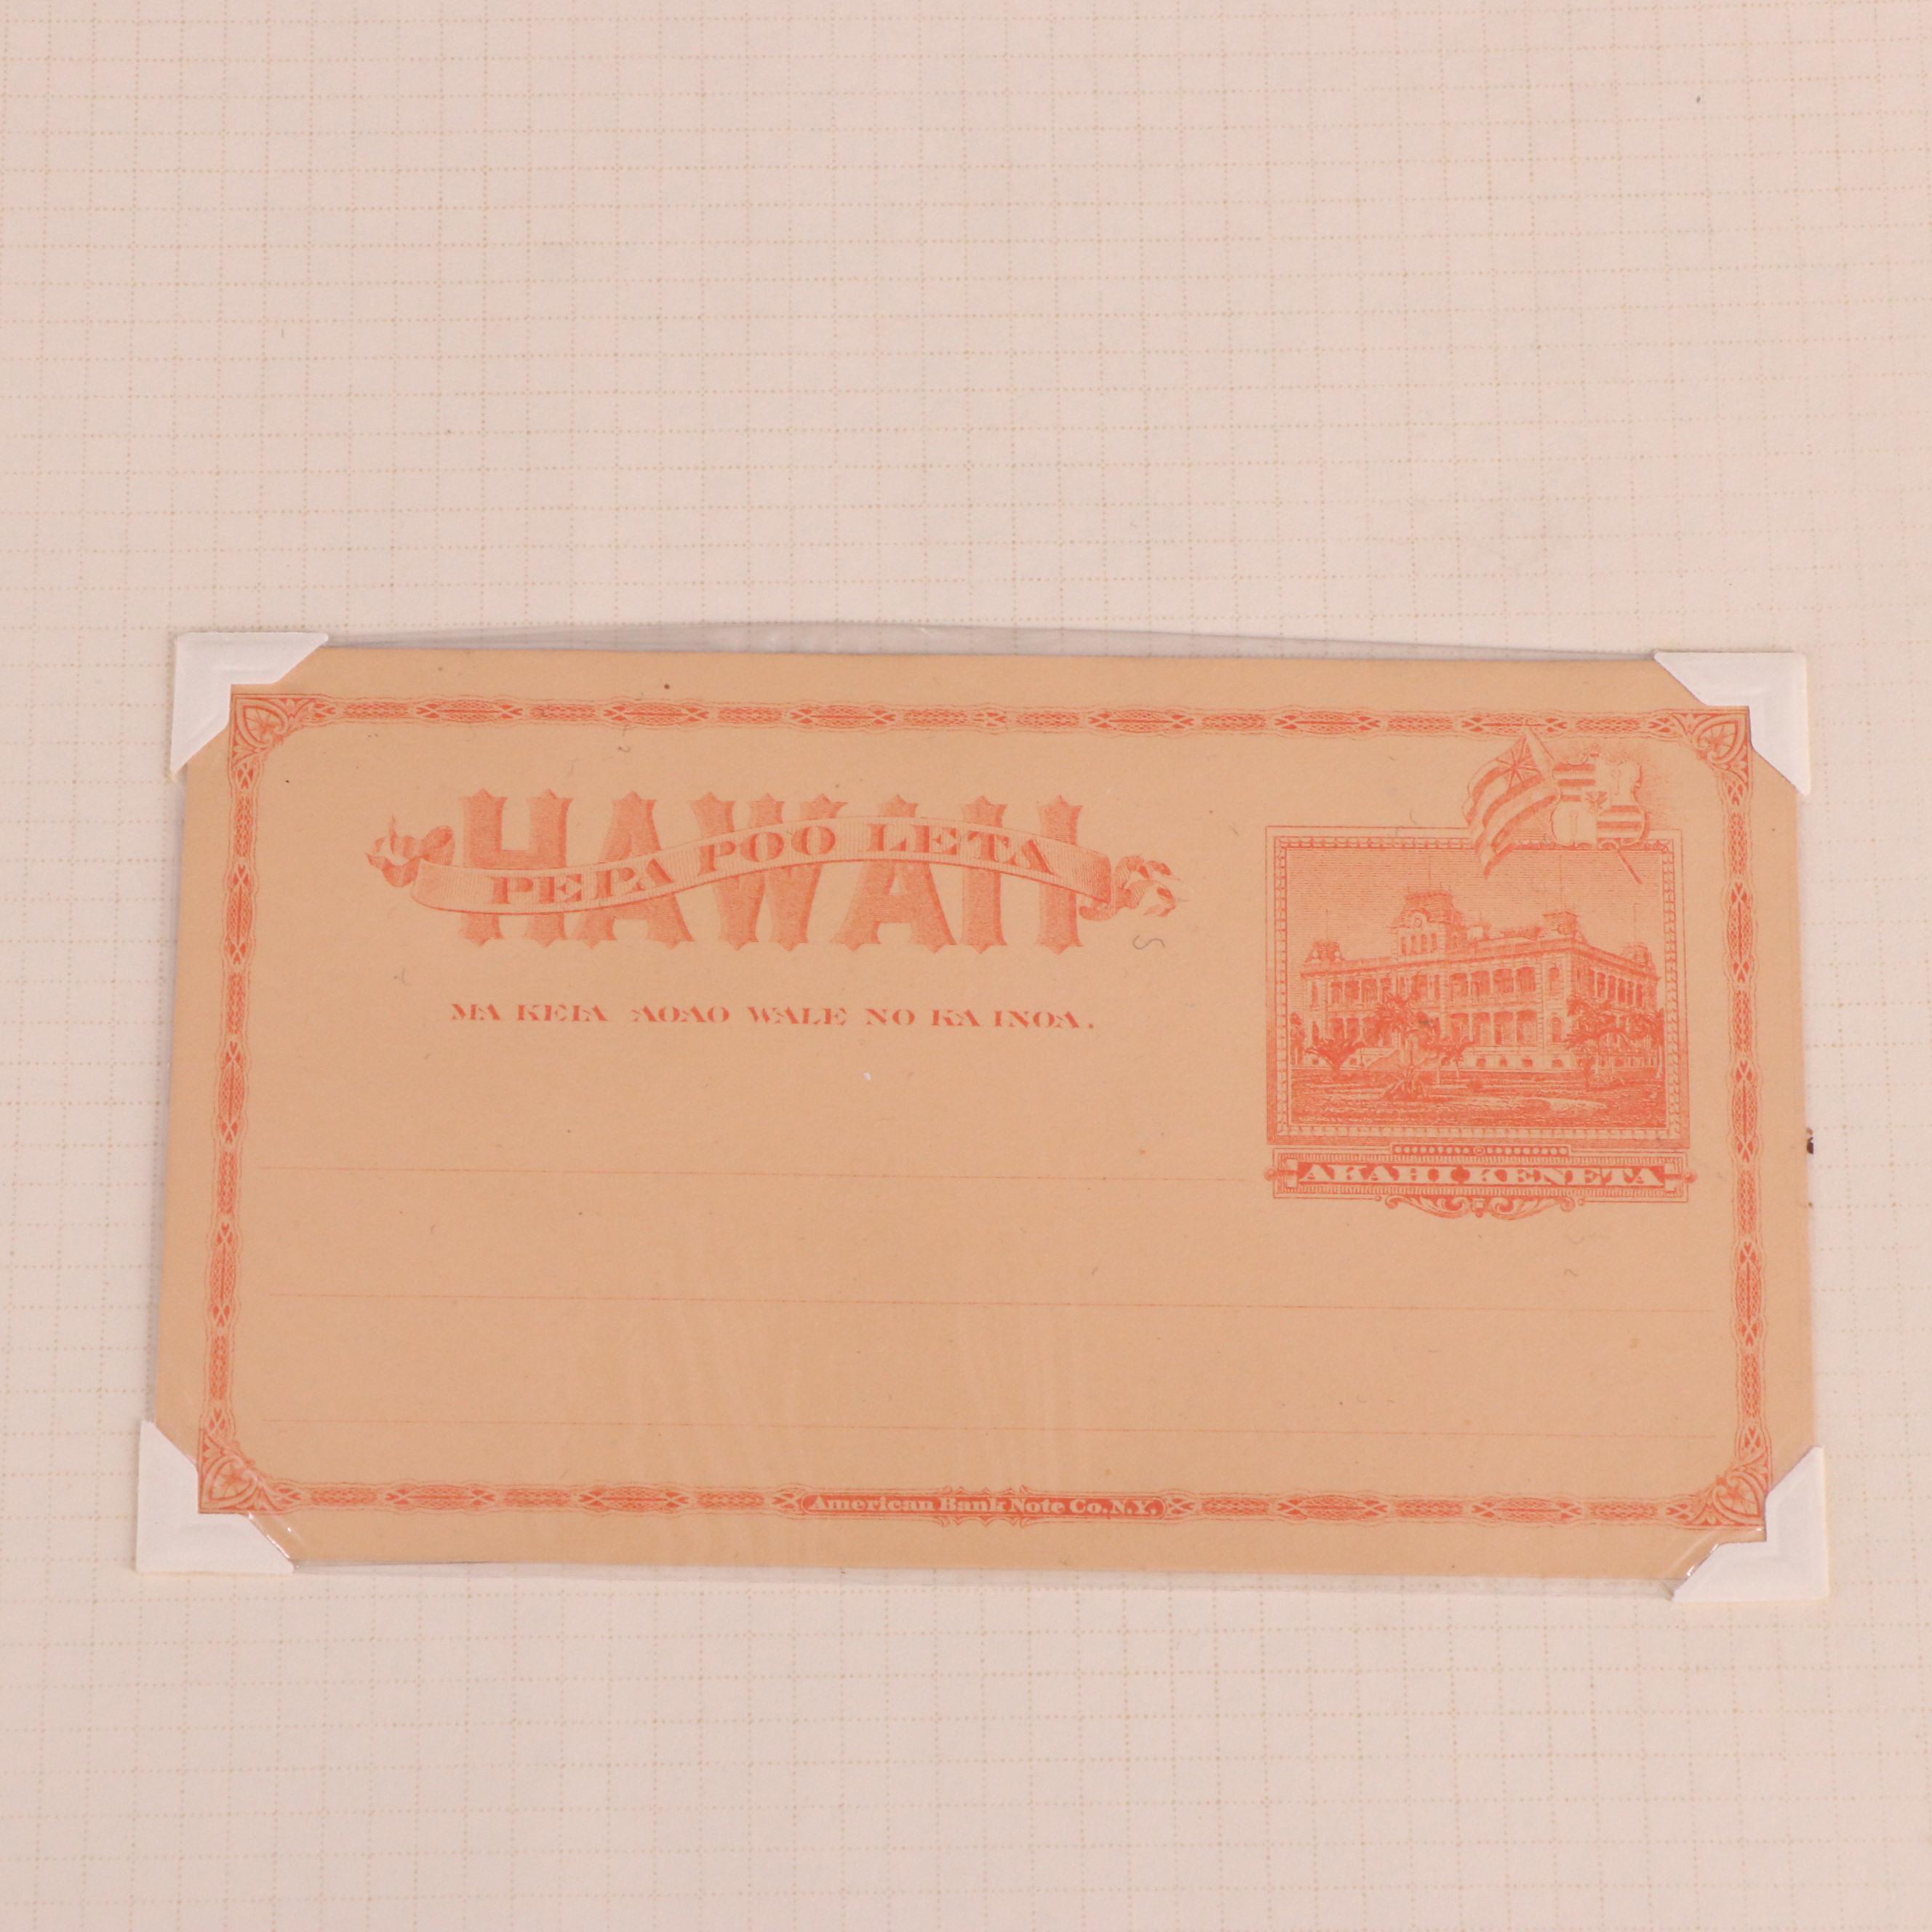 HAWAII
PEPA POO LETA
MA KEIA AOAO WALE NO KA INOA.
AKAHI KENETA
American Bank Note Co. N.Y.